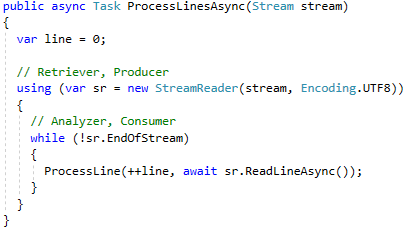 public async Task ProcessLinesAsync(Stream stream)
{
var line = 0;
// Retriever, Producer
using (var sr = new StreamReader(stream, Encoding.UTF8))
{
// Analyzer, Consumer
while (!sr.EndOfStream)
{
ProcessLine(++line, await sr.ReadLineAsync());
}
}
}